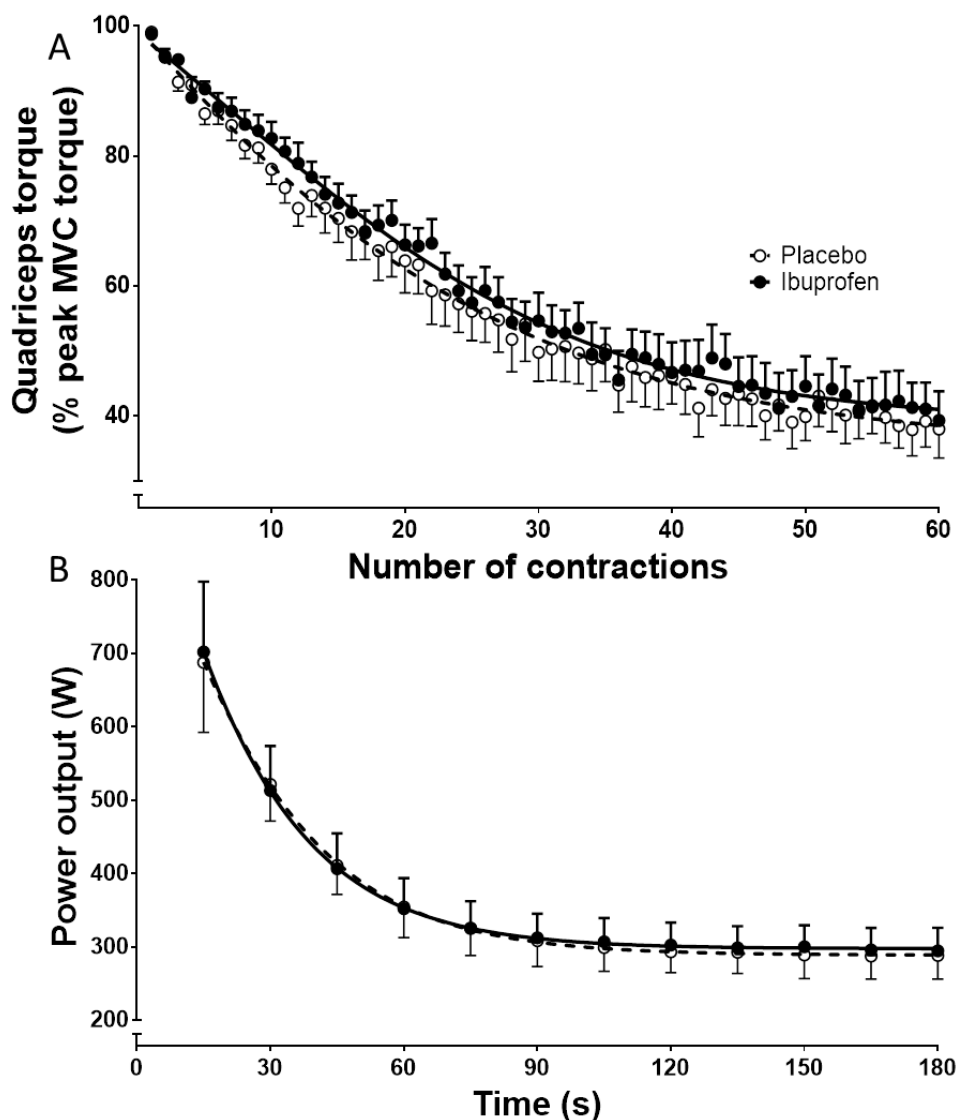 A
100
80
60
40
Quadriceps torque
(% peak MVC torque)
Placebo
Ibuprofen
10
20
30
40
50
60
Number of contractions
B
800
700
600
500
400
300
200
Power output (W)
0
30
60
90
120
150
180
Time (s)